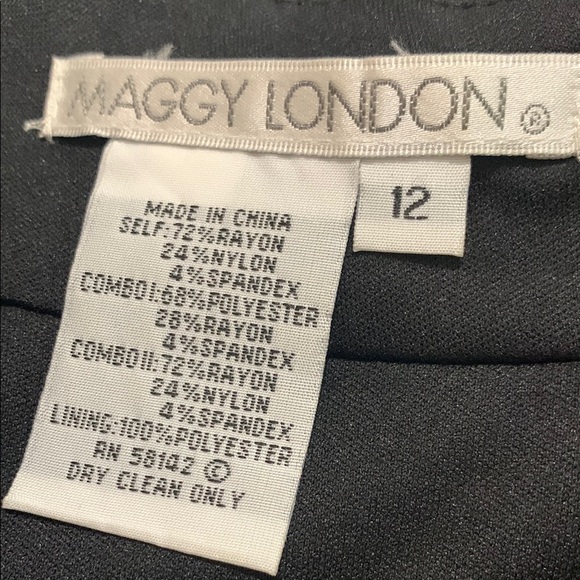 MAGGY LONDON ®
12
MADE IN CHINA
SELF:72%RAYON
24%NYLON
4%SPANDEX
COMBOI:68%POLYESTER
28%RAYON
4%SPANDEX
COMBOII:72%RAYON
24%NYLON
4%SPANDEX
LINING:100%POLYESTER
RN 58142 Ⓒ
DRY CLEAN ONLY